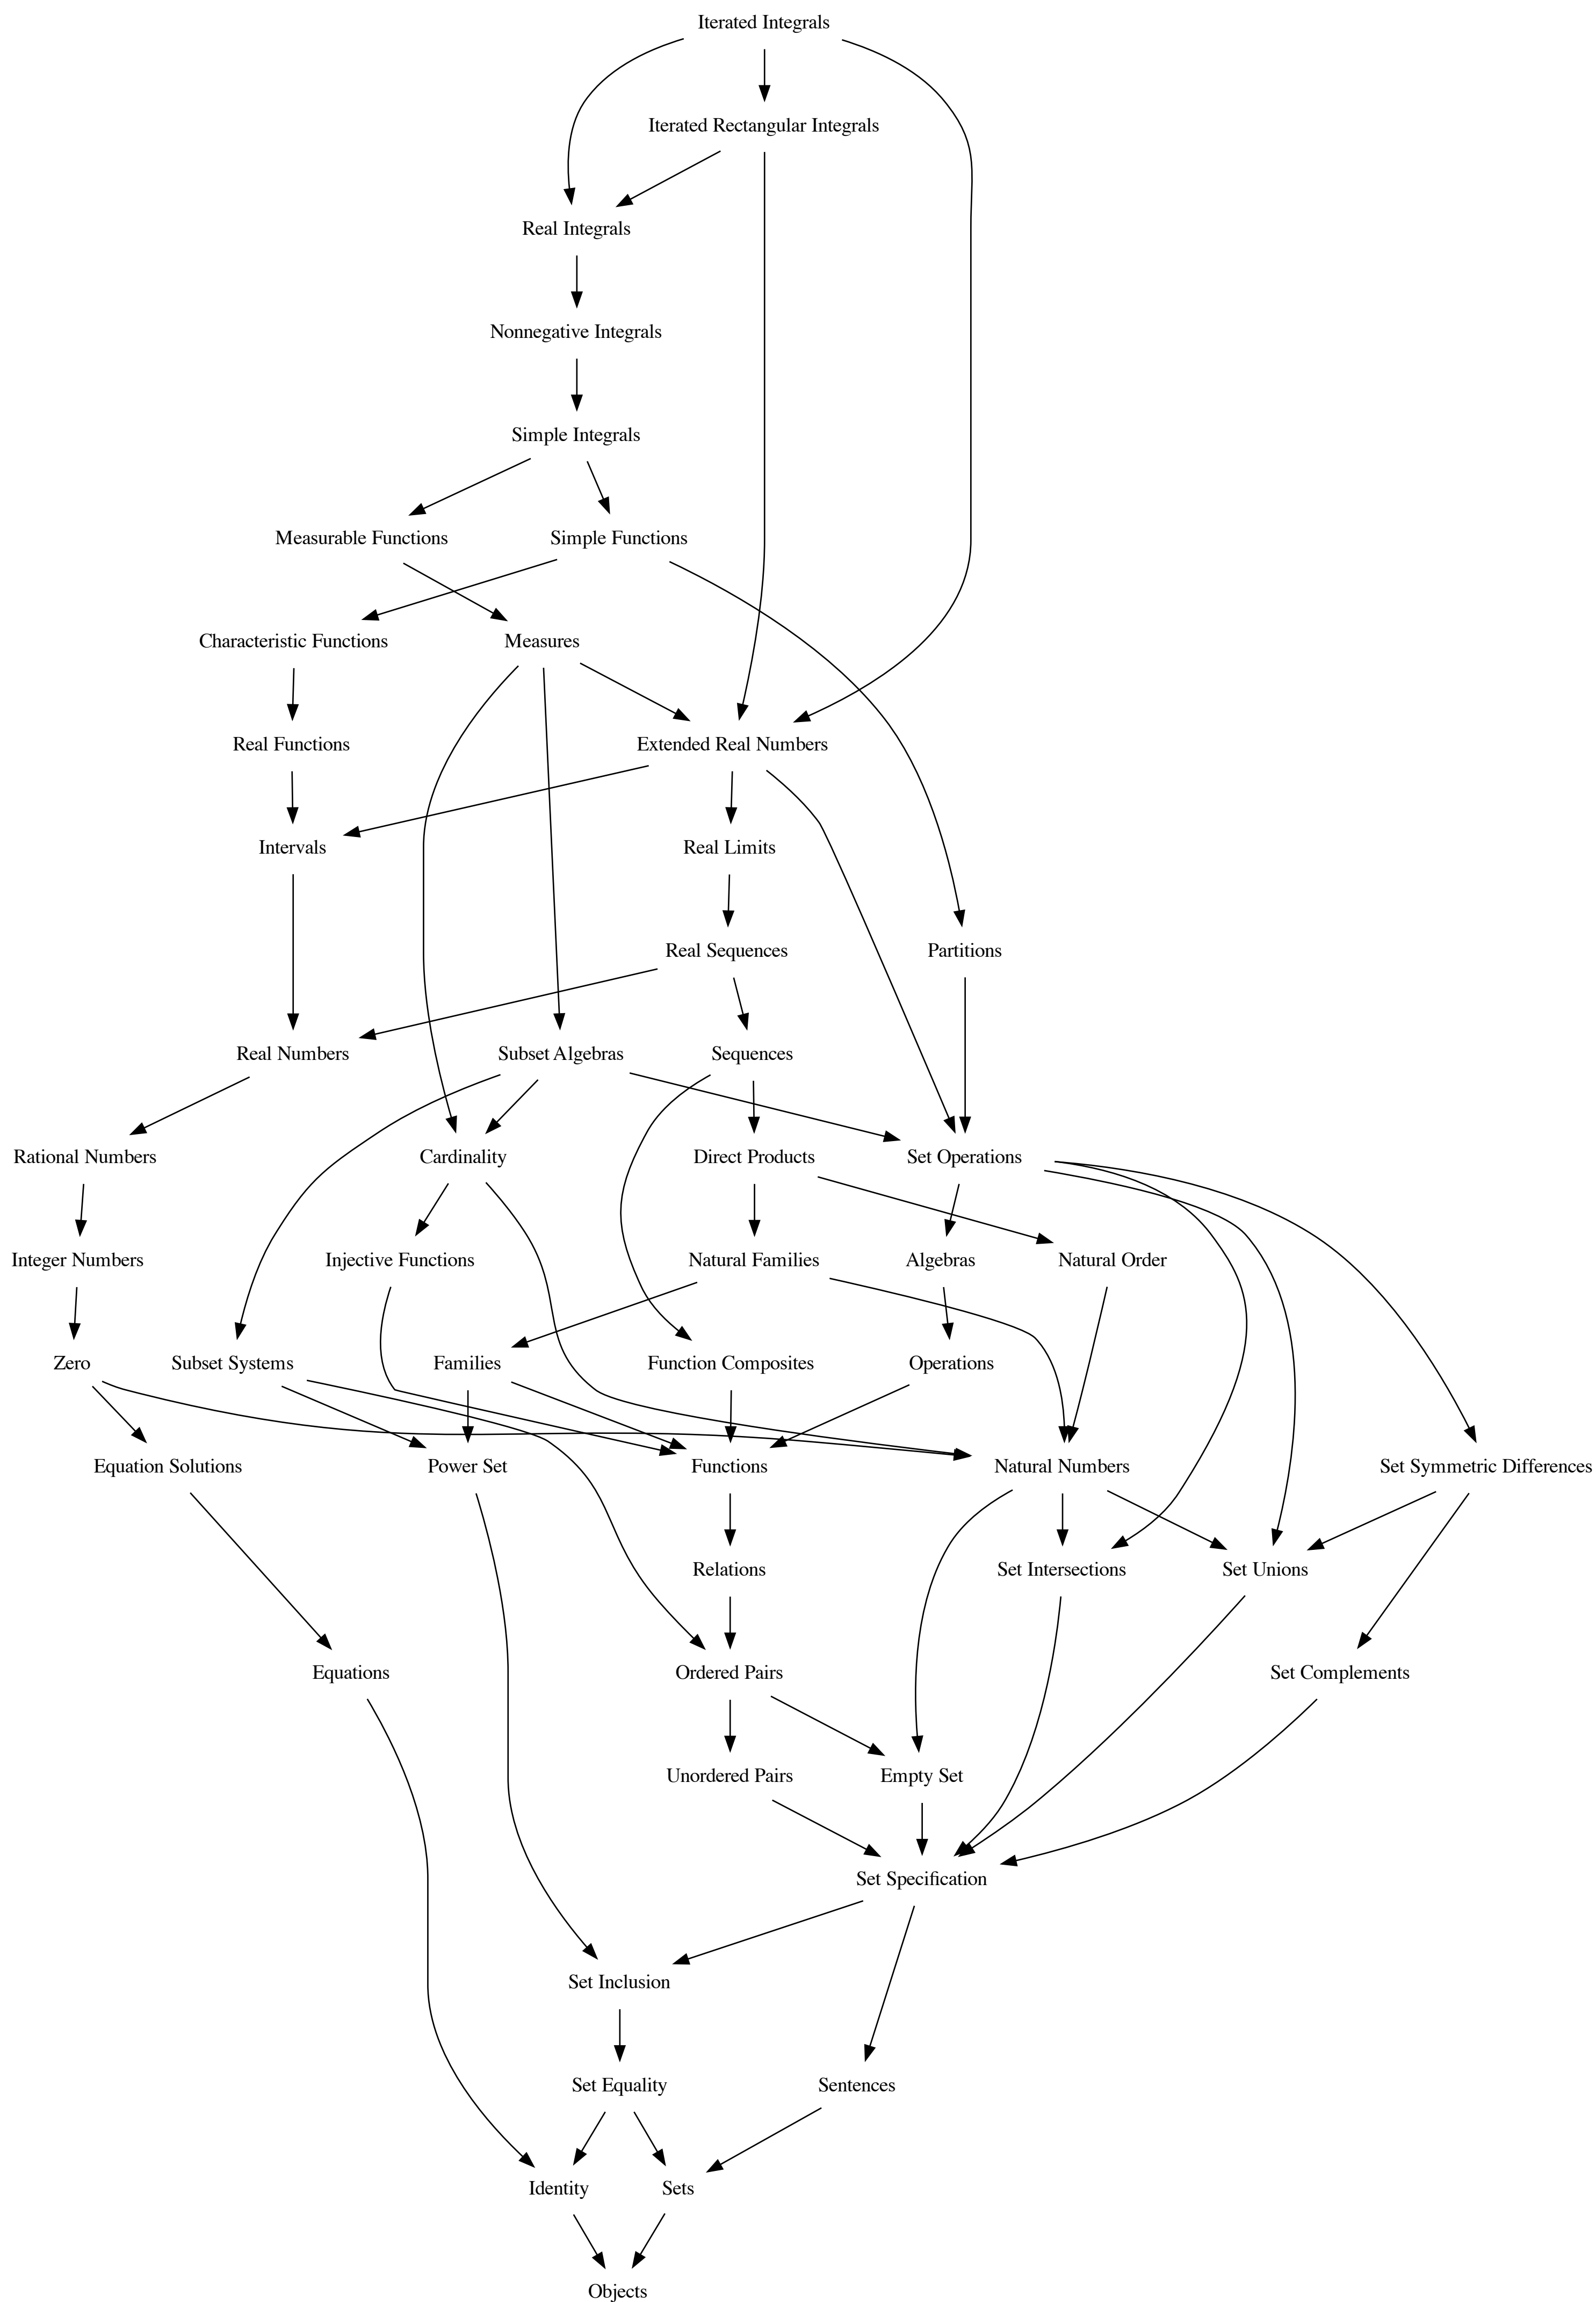 Iterated Integrals
Iterated Rectangular Integrals
Real Integrals
Nonnegative Integrals
Simple Integrals
Measurable Functions
Simple Functions
Characteristic Functions
Measures
Real Functions
Extended Real Numbers
Intervals
Real Limits
Real Sequences
Partitions
Real Numbers
Subset Algebras
Sequences
Rational Numbers
Cardinality
Direct Products
Set Operations
Integer Numbers
Injective Functions
Natural Families
Algebras
Natural Order
Zero
Subset Systems
Families
Function Composites
Operations
Equation Solutions
Power Set
Functions
Natural Numbers
Set Symmetric Differences
Relations
Set Intersections
Set Unions
Equations
Ordered Pairs
Set Complements
Unordered Pairs
Empty Set
Set Specification
Set Inclusion
Set Equality
Sentences
Identity
Sets
Objects